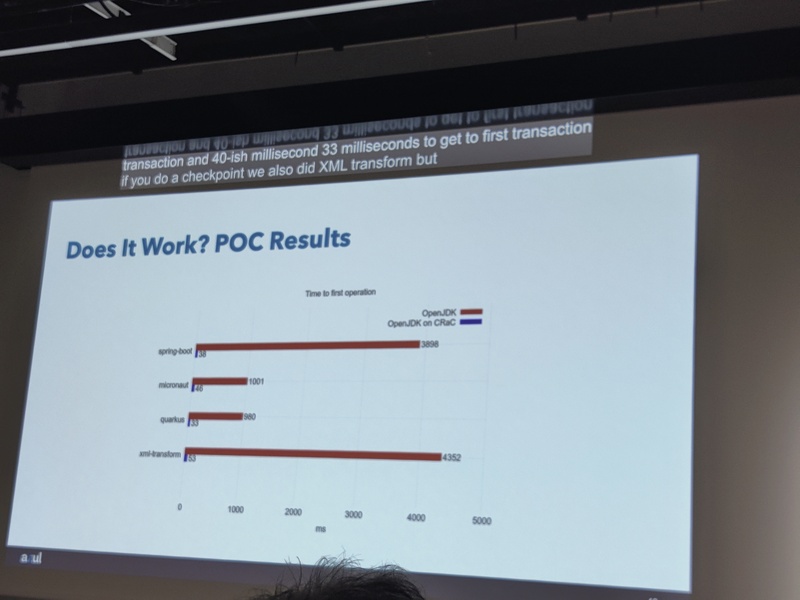 transaction and 40-ish millisecond 33 milliseconds to get to first transaction
transaction and 40-ish millisecond 33 milliseconds to get to first transaction
if you do a checkpoint we also did XML transform but
Does It Work? POC Results
Time to first operation
OpenJDK
OpenJDK on CRaC
spring-boot 3898
38
micronaut 1001
46
quarkus 980
33
xml-transform 4352
53
0 1000 2000 3000 4000 5000
ms
azul